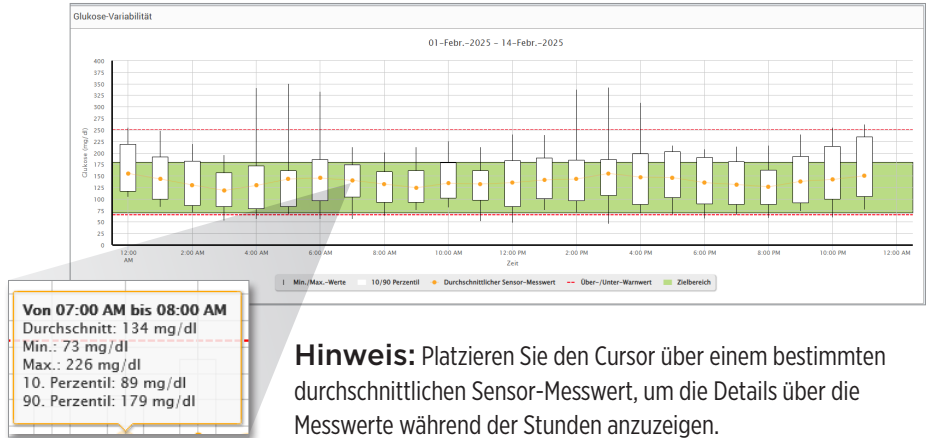 Glukose-Variabilität
01-Febr.-2025 – 14-Febr.-2025
400
375
350
325
300
275
250
225
200
175
150
125
100
75
50
25
0
Glukose (mg/dl)
12:00 AM 2:00 AM 4:00 AM 6:00 AM 8:00 AM 10:00 AM 12:00 PM 2:00 PM 4:00 PM 6:00 PM 8:00 PM 10:00 PM 12:00 AM
Zeit
Min./Max.-Werte 10/90 Perzentil Durchschnittlicher Sensor-Messwert Über-/Unter-Warnwert Zielbereich
Von 07:00 AM bis 08:00 AM
Durchschnitt: 134 mg/dl
Min.: 73 mg/dl
Max.: 226 mg/dl
10. Perzentil: 89 mg/dl
90. Perzentil: 179 mg/dl
Hinweis: Platzieren Sie den Cursor über einem bestimmten
durchschnittlichen Sensor-Messwert, um die Details über die
Messwerte während der Stunden anzuzeigen.